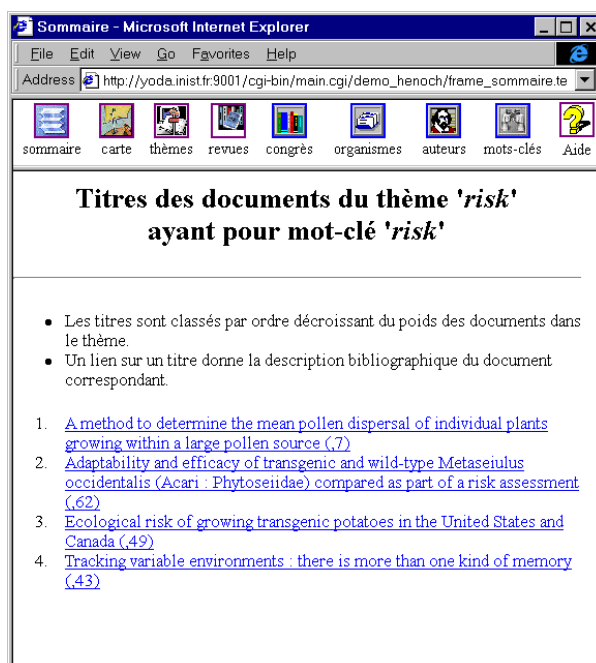 Sommaire - Microsoft Internet Explorer
File Edit View Go Favorites Help
Address http://yoda.inist.fr:9001/cgi-bin/main.cgi/demo_henoch/frame_sommaire.te
sommaire carte thèmes revues congrès organismes auteurs mots-clés Aide
Titres des documents du thème 'risk'
ayant pour mot-clé 'risk'
• Les titres sont classés par ordre décroissant du poids des documents dans
le thème.
• Un lien sur un titre donne la description bibliographique du document
correspondant.
1. A method to determine the mean pollen dispersal of individual plants
growing within a large pollen source (,7)
2. Adaptability and efficacy of transgenic and wild-type Metaseiulus
occidentalis (Acari : Phytoseiidae) compared as part of a risk assessment
(,62)
3. Ecological risk of growing transgenic potatoes in the United States and
Canada (,49)
4. Tracking variable environments : there is more than one kind of memory
(,43)